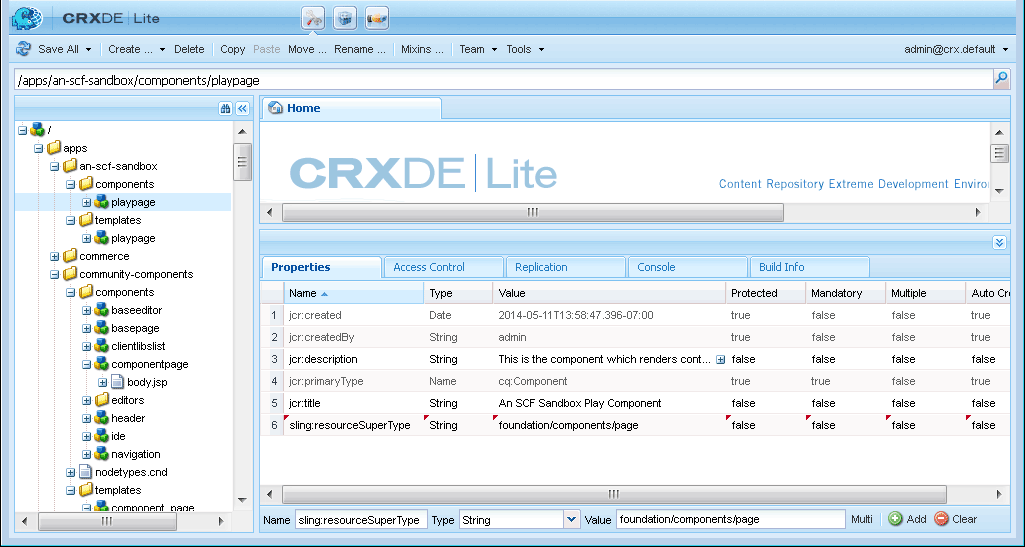 CRXDE | Lite
Save All Create ... Delete Copy Paste Move ... Rename ... Mixins ... Team Tools admin@crx.default
/apps/an-scf-sandbox/components/playpage
Home
/
apps
an-scf-sandbox
components
playpage
templates
playpage
commerce
community-components
components
baseeditor
basepage
clientlibslist
componentpage
body.jsp
editors
header
ide
navigation
nodetypes.cnd
templates
component_page
CRXDE | Lite
Content Repository Extreme Development Enviro
Properties Access Control Replication Console Build Info
Name Type Value Protected Mandatory Multiple Auto Cr
1 jcr:created Date 2014-05-11T13:58:47.396-07:00 true false false true
2 jcr:createdBy String admin true false false true
3 jcr:description String This is the component which renders cont... false false false false
4 jcr:primaryType Name cq:Component true true false true
5 jcr:title String An SCF Sandbox Play Component false false false false
6 sling:resourceSuperType String foundation/components/page false false false false
Name sling:resourceSuperType Type String Value foundation/components/page Multi Add Clear